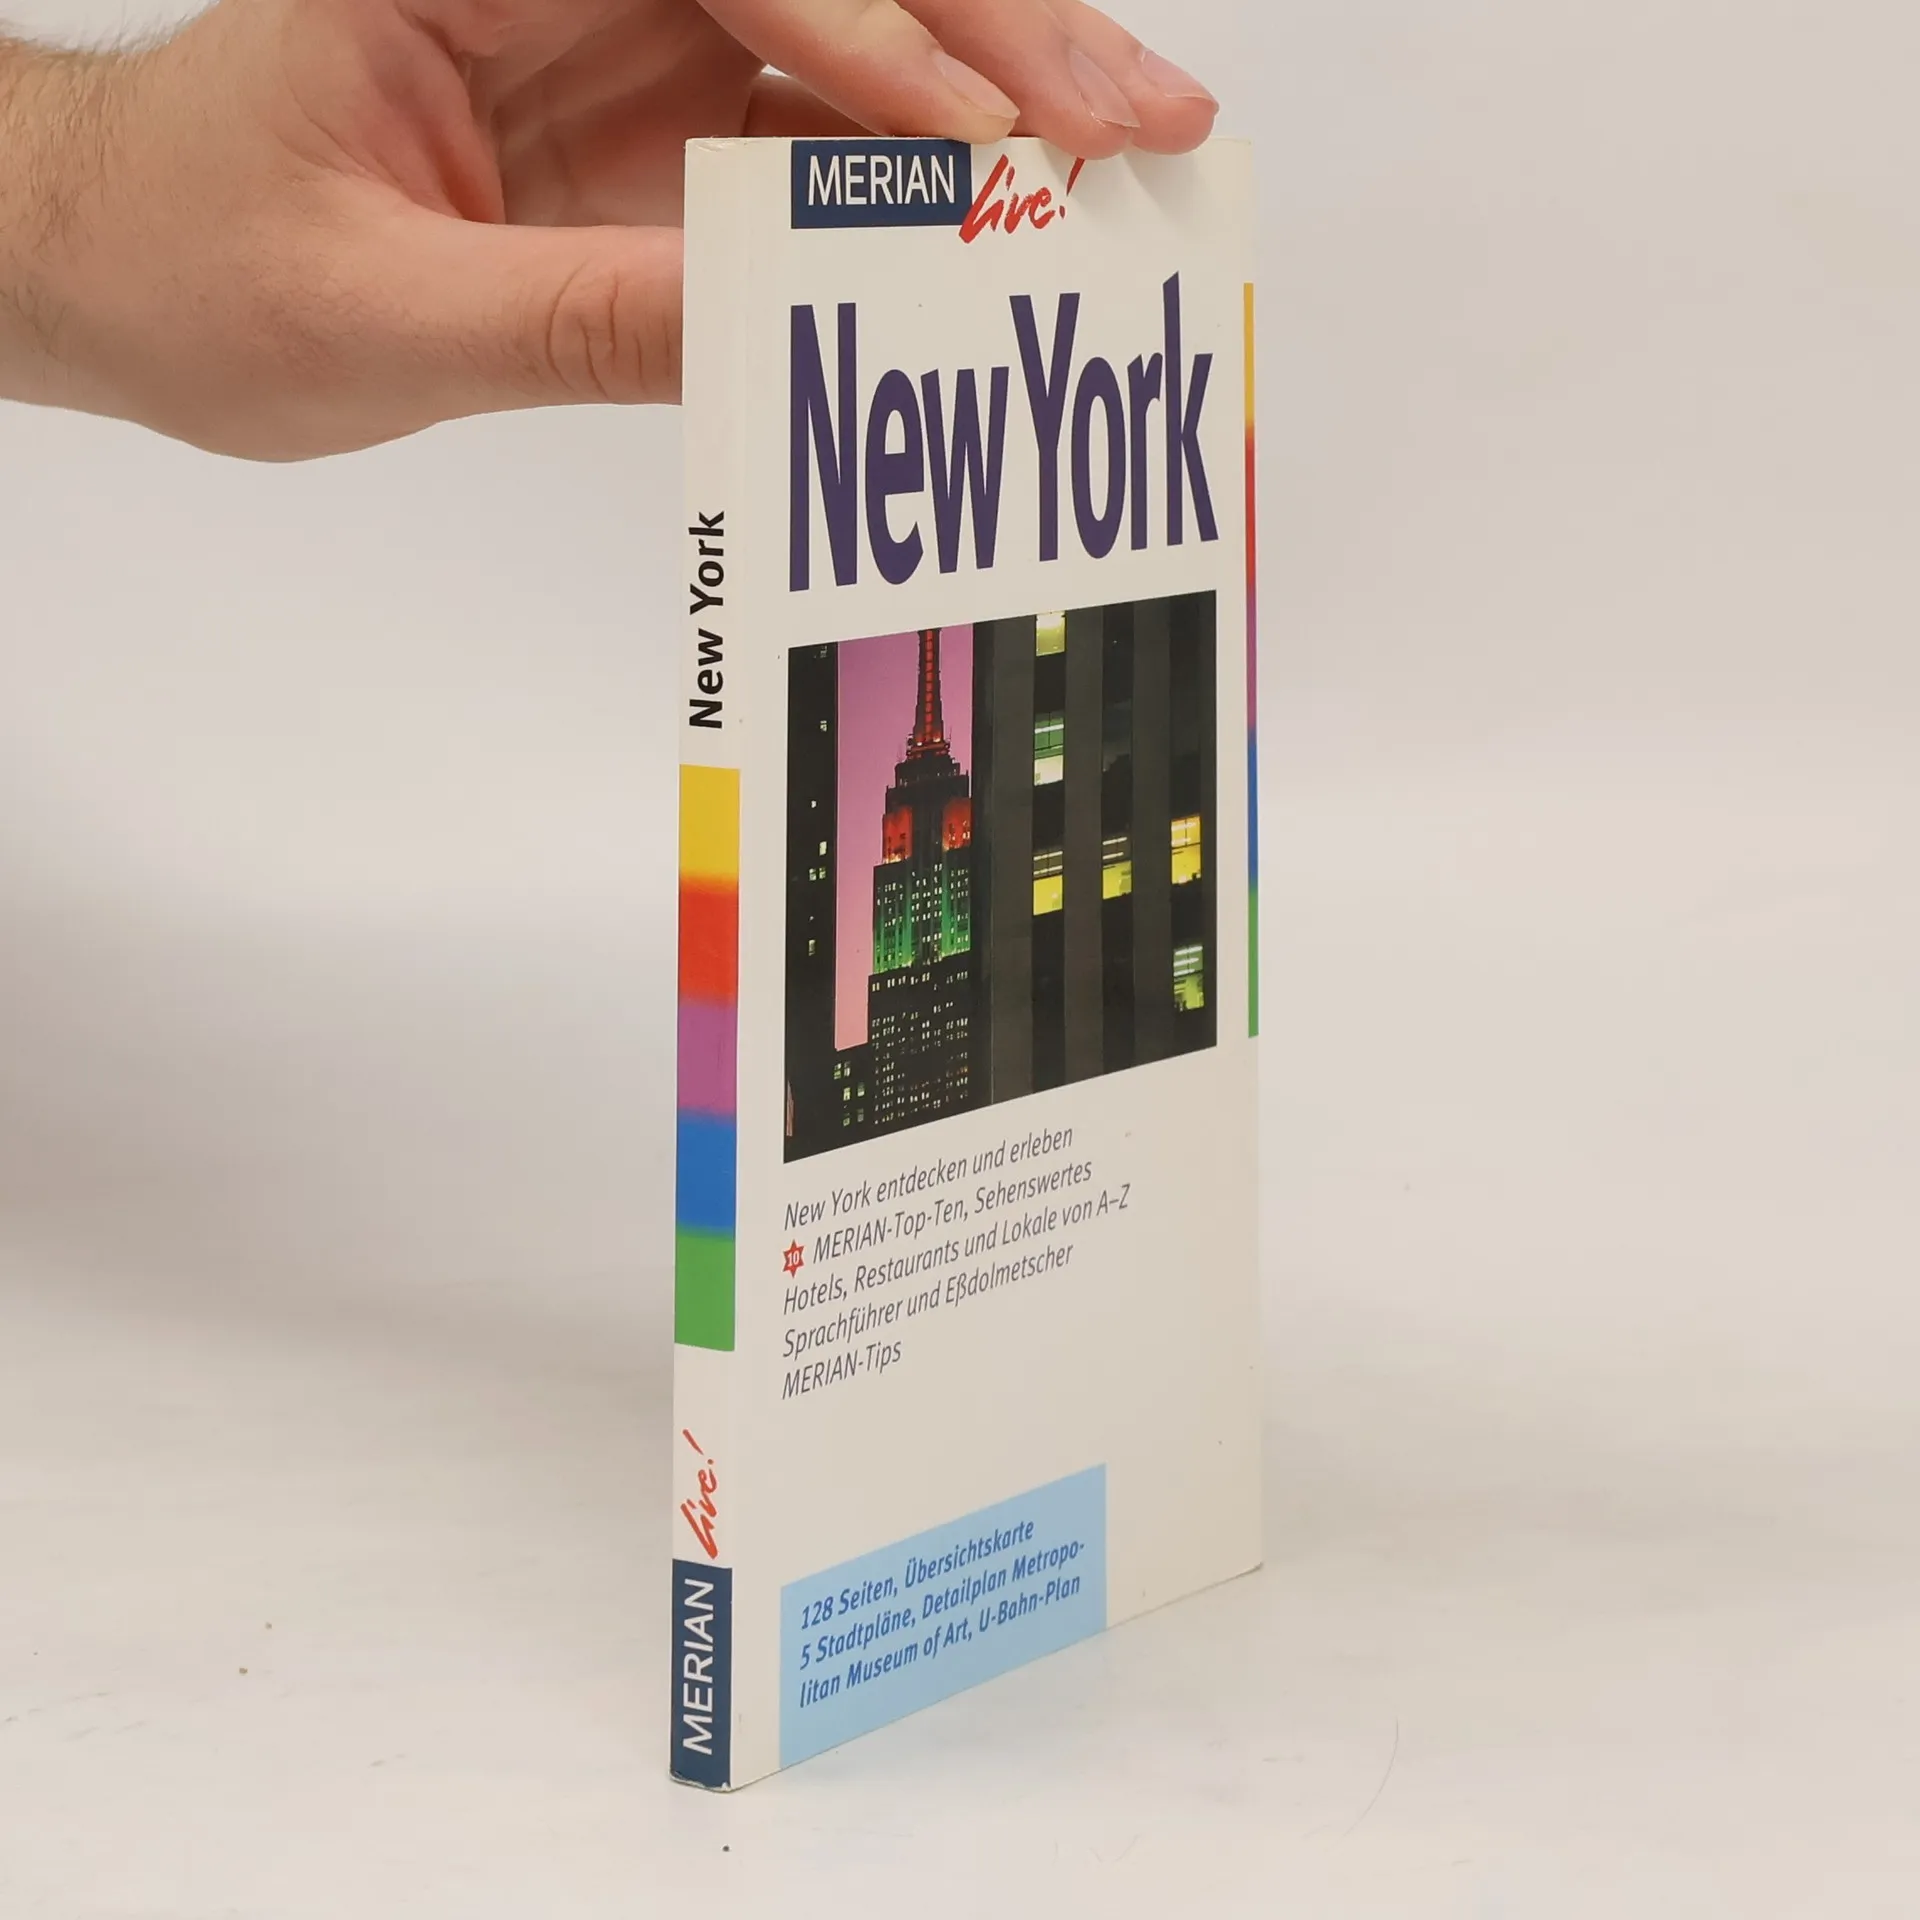 MERIAN live!
New York
New York entdecken und erleben
MERIAN-Top-Ten, Sehenswertes
10
Hotels, Restaurants und Lokale von A–Z
Sprachführer und Eßdolmetscher
MERIAN-Tips
128 Seiten, Übersichtskarte
5 Stadtpläne, Detailplan Metropo-
litan Museum of Art, U-Bahn-Plan
New York
MERIAN live!